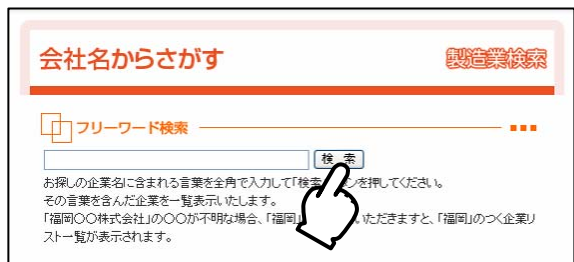 会社名からさがす
製造業検索
フリーワード検索
検 索
お探しの企業名に含まれる言葉を全角で入力して「検索 ンを押してください。
その言葉を含んだ企業を一覧表示いたします。
「福岡〇〇株式会社」の〇〇が不明な場合、「福岡」 いただきますと、「福岡」のつく企業リ
スト一覧が表示されます。